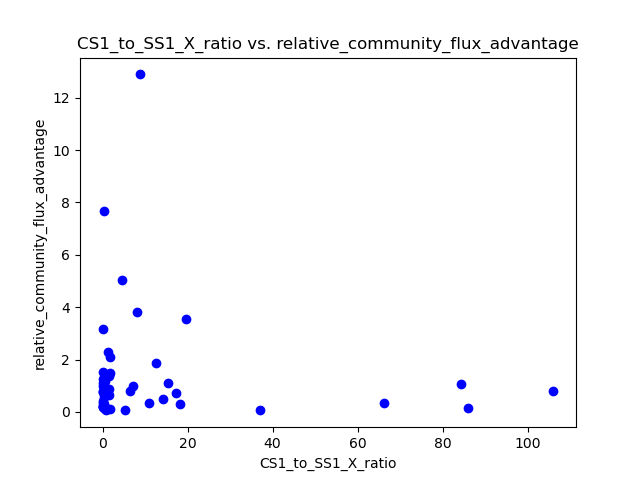 CS1_to_SS1_X_ratio vs. relative_community_flux_advantage
relative_community_flux_advantage
12
10
8
6
4
2
0
0 20 40 60 80 100
CS1_to_SS1_X_ratio